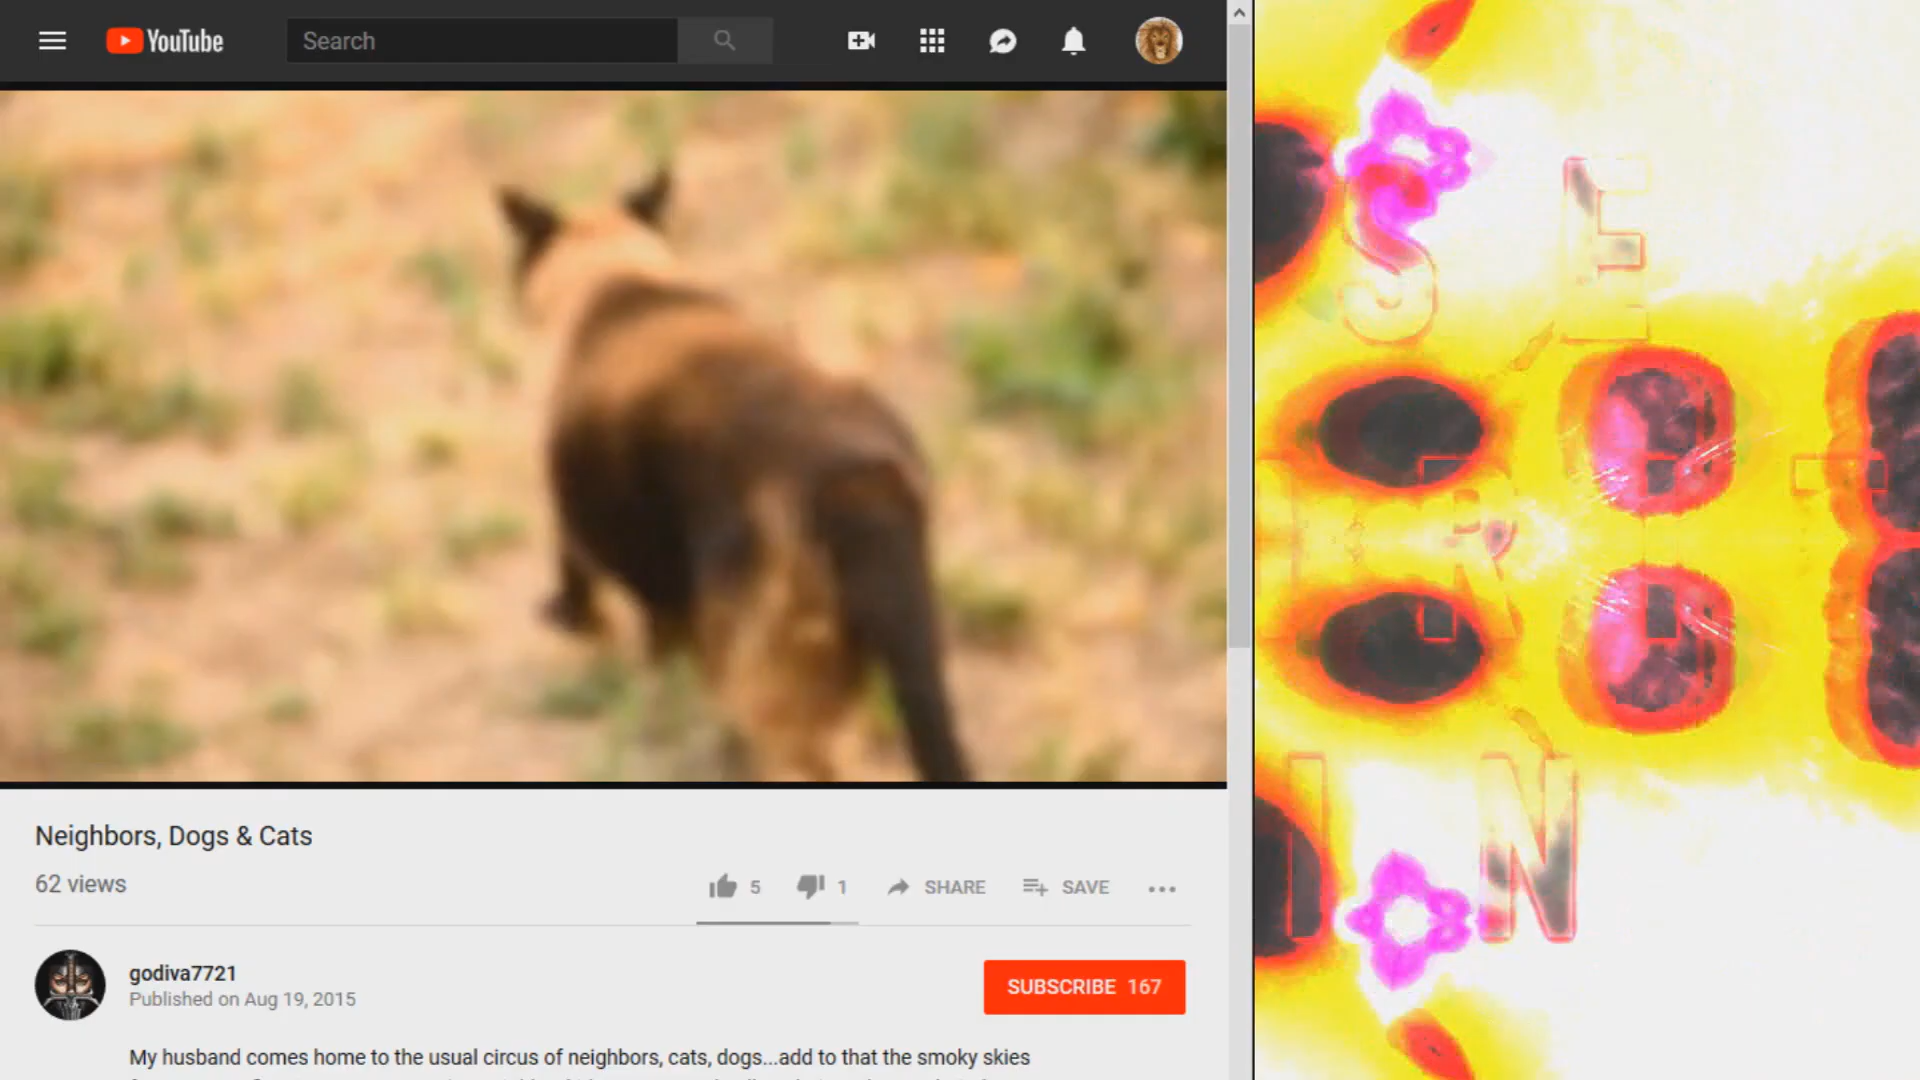 YouTube
Search
Neighbors, Dogs & Cats
62 views
5
1
SHARE
SAVE
godiva7721
Published on Aug 19, 2015
SUBSCRIBE 167
My husband comes home to the usual circus of neighbors, cats, dogs...add to that the smoky skies
S E
I N